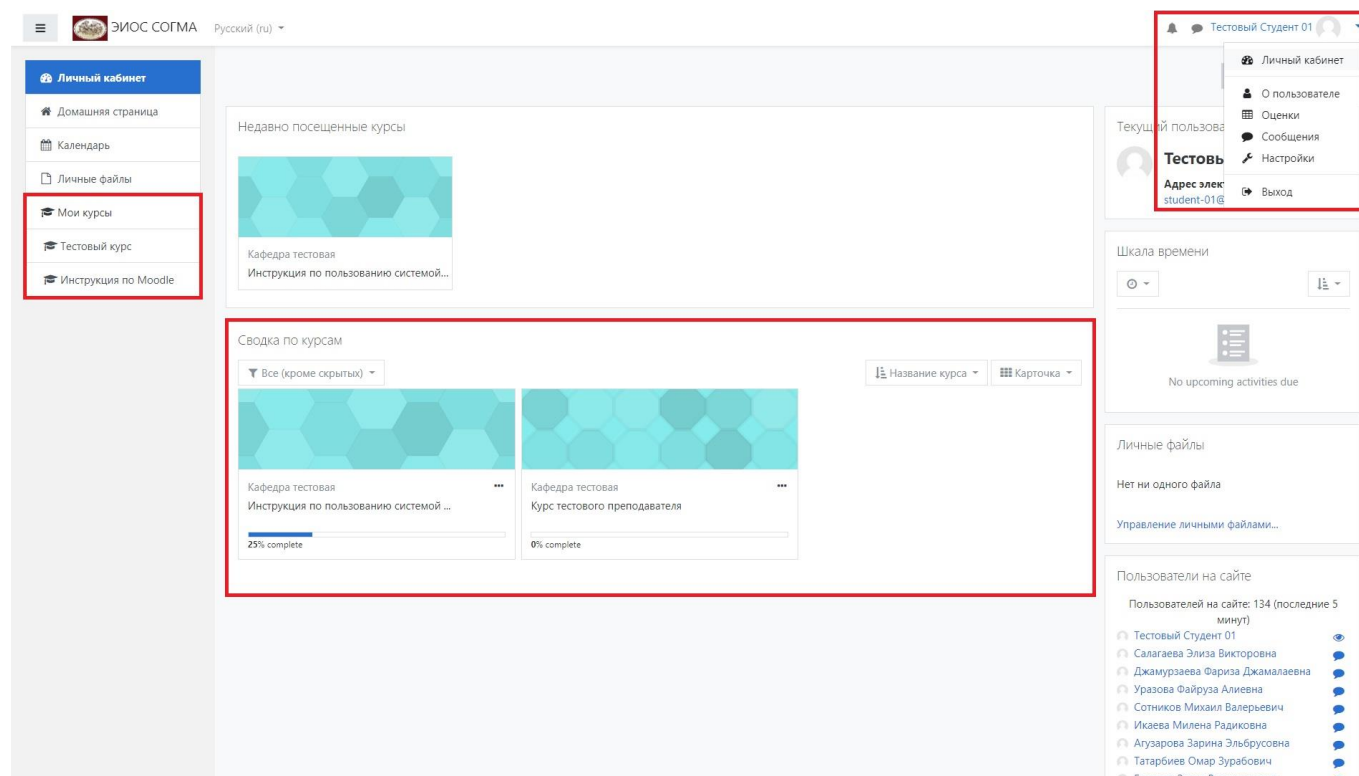 ЭИОС СОГМА
Русский (ru)
Тестовый Студент 01
Личный кабинет
Домашняя страница
Календарь
Личные файлы
Мои курсы
Тестовый курс
Инструкция по Moodle
Недавно посещенные курсы
Кафедра тестовая
Инструкция по пользованию системой...
Сводка по курсам
Все (кроме скрытых)
Название курса
Карточка
Кафедра тестовая
Инструкция по пользованию системой ...
25% complete
Кафедра тестовая
Курс тестового преподавателя
0% complete
Личный кабинет
О пользователе
Оценки
Сообщения
Настройки
Выход
Текущий пользова
Тестовь
Адрес элек
student-01@
Шкала времени
No upcoming activities due
Личные файлы
Нет ни одного файла
Управление личными файлами...
Пользователи на сайте
Пользователей на сайте: 134 (последние 5
минут)
Тестовый Студент 01
Салагаева Элиза Викторовна
Джамурзаева Фариза Джамалаевна
Уразова Файруза Алиевна
Сотников Михаил Валерьевич
Икаева Милена Радиковна
Агузарова Зарина Эльбрусовна
Татарбиев Омар Зурабович